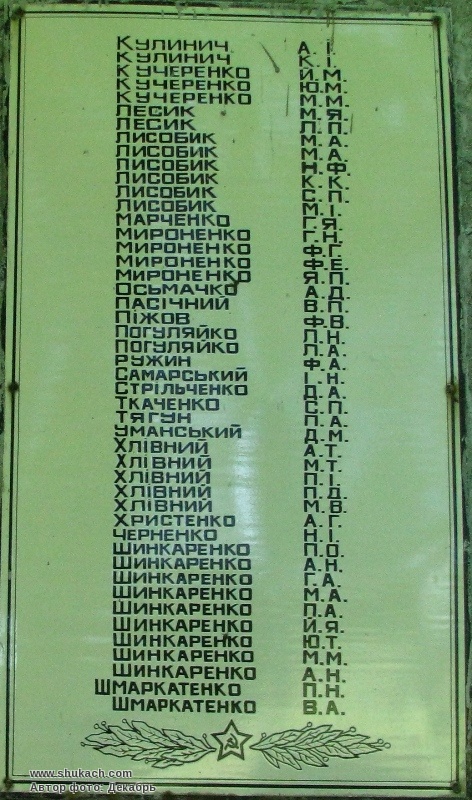 КУЛИНИЧ А.І.
КУЛИНИЧ К.І.
КУЧЕРЕНКО Й.М.
КУЧЕРЕНКО Ю.М.
КУЧЕРЕНКО М.М.
ЛЕСИК М.Я.
ЛЕСИК Л.П.
ЛИСОБИК М.А.
ЛИСОБИК М.А.
ЛИСОБИК Н.Ф.
ЛИСОБИК К.К.
ЛИСОБИК С.П.
ЛИСОБИК М.І.
МАРЧЕНКО Г.Я.
МИРОНЕНКО Г.Н.
МИРОНЕНКО Ф.Г.
МИРОНЕНКО Ф.Е.
МИРОНЕНКО Я.П.
ОСЬМАЧКО А.Д.
ПАСІЧНИЙ В.П.
ПІЖОВ Ф.В.
ПОГУЛЯЙКО Л.Н.
ПОГУЛЯЙКО Л.А.
РУЖИН Ф.А.
САМАРСЬКИЙ І.Н.
СТРІЛЬЧЕНКО Д.А.
ТКАЧЕНКО С.П.
ТЯГУН П.А.
УМАНСЬКИЙ Д.М.
ХЛІВНИЙ А.Т.
ХЛІВНИЙ М.Т.
ХЛІВНИЙ П.І.
ХЛІВНИЙ П.Д.
ХЛІВНИЙ М.В.
ХРИСТЕНКО А.Г.
ЧЕРНЕНКО Н.І.
ШИНКАРЕНКО П.О.
ШИНКАРЕНКО А.Н.
ШИНКАРЕНКО Г.А.
ШИНКАРЕНКО М.А.
ШИНКАРЕНКО П.А.
ШИНКАРЕНКО Й.Я.
ШИНКАРЕНКО Ю.Т.
ШИНКАРЕНКО М.М.
ШИНКАРЕНКО А.Н.
ШМАРКАТЕНКО П.Н.
ШМАРКАТЕНКО В.А.
www.shukach.com
Автор фото: Декабрь